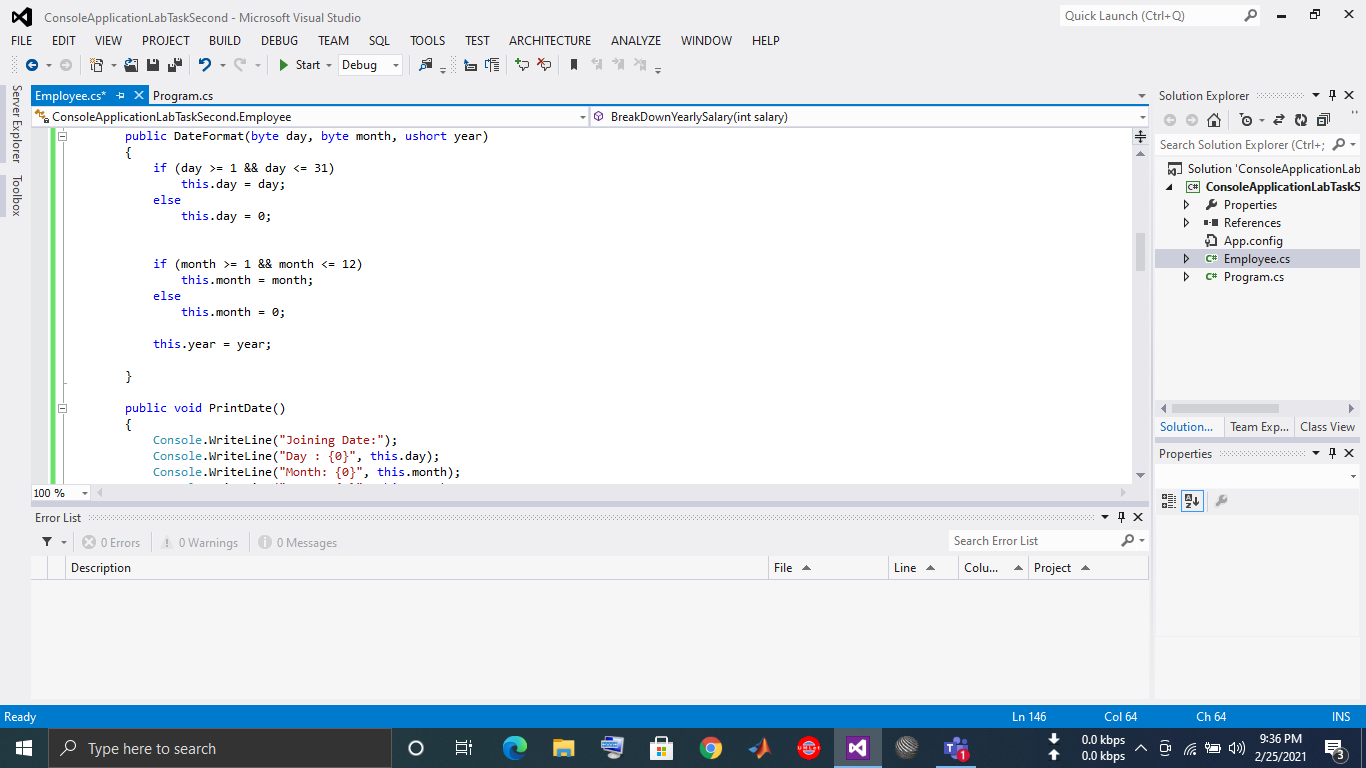 ConsoleApplicationLabTaskSecond - Microsoft Visual Studio
Quick Launch (Ctrl+Q)
FILE EDIT VIEW PROJECT BUILD DEBUG TEAM SQL TOOLS TEST ARCHITECTURE ANALYZE WINDOW HELP
Start Debug
Server Explorer
Toolbox
Employee.cs* Program.cs
ConsoleApplicationLabTaskSecond.Employee BreakDownYearlySalary(int salary)
public DateFormat(byte day, byte month, ushort year)
{
if (day >= 1 && day <= 31)
this.day = day;
else
this.day = 0;
if (month >= 1 && month <= 12)
this.month = month;
else
this.month = 0;
this.year = year;
}
public void PrintDate()
{
Console.WriteLine("Joining Date:");
Console.WriteLine("Day : {0}", this.day);
Console.WriteLine("Month: {0}", this.month);
100 %
Solution Explorer
Search Solution Explorer (Ctrl+;
Solution 'ConsoleApplicationLab
ConsoleApplicationLabTaskS
Properties
References
App.config
Employee.cs
Program.cs
Solution... Team Exp... Class View
Properties
Error List
0 Errors 0 Warnings 0 Messages
Search Error List
Description File Line Colu... Project
Ready Ln 146 Col 64 Ch 64 INS
Type here to search
1
0.0 kbps
0.0 kbps
9:36 PM
2/25/2021
3